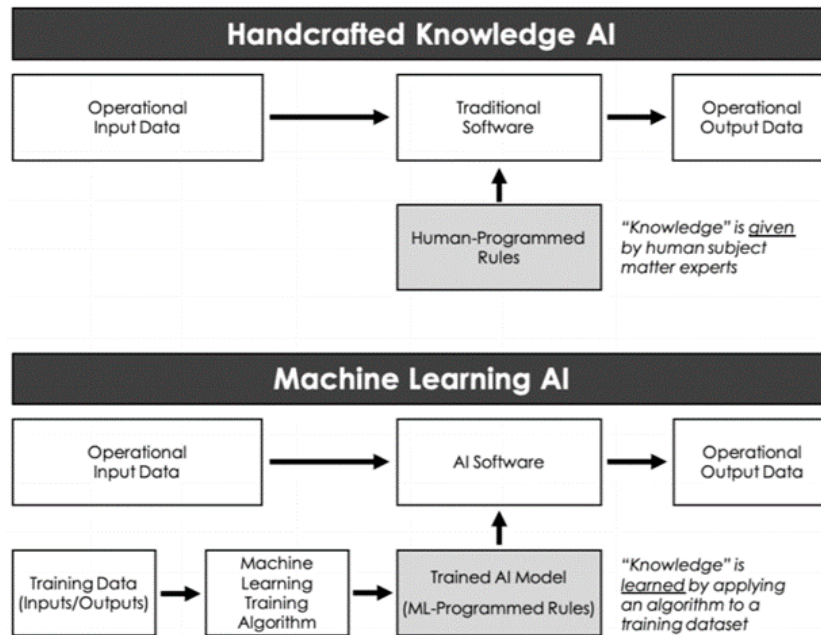 Handcrafted Knowledge AI
Operational
Input Data
Traditional
Software
Operational
Output Data
Human-Programmed
Rules
"Knowledge" is given
by human subject
matter experts
Machine Learning AI
Operational
Input Data
AI Software
Operational
Output Data
Training Data
(Inputs/Outputs)
Machine
Learning
Training
Algorithm
Trained AI Model
(ML-Programmed Rules)
"Knowledge" is
learned by applying
an algorithm to a
training dataset